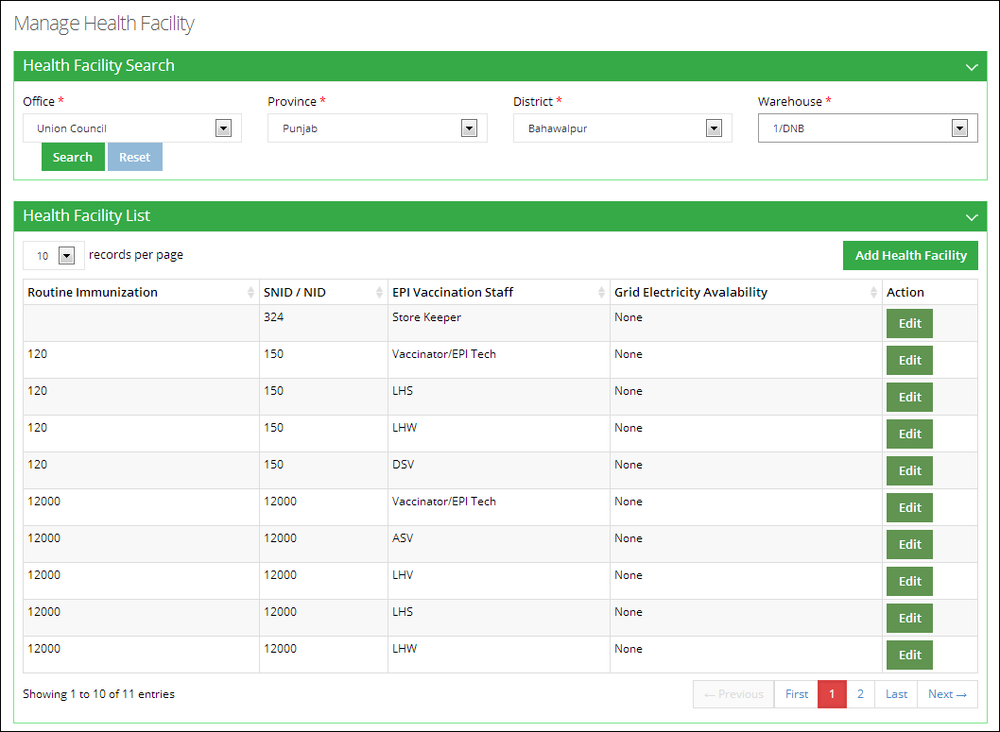 Manage Health Facility
Health Facility Search
Office * Province * District * Warehouse *
Union Council Punjab Bahawalpur 1/DNB
Search Reset
Health Facility List
10 records per page Add Health Facility
Routine Immunization SNID / NID EPI Vaccination Staff Grid Electricity Avalability Action
324 Store Keeper None Edit
120 150 Vaccinator/EPI Tech None Edit
120 150 LHS None Edit
120 150 LHW None Edit
120 150 DSV None Edit
12000 12000 Vaccinator/EPI Tech None Edit
12000 12000 ASV None Edit
12000 12000 LHV None Edit
12000 12000 LHS None Edit
12000 12000 LHW None Edit
Showing 1 to 10 of 11 entries ← Previous First 1 2 Last Next →